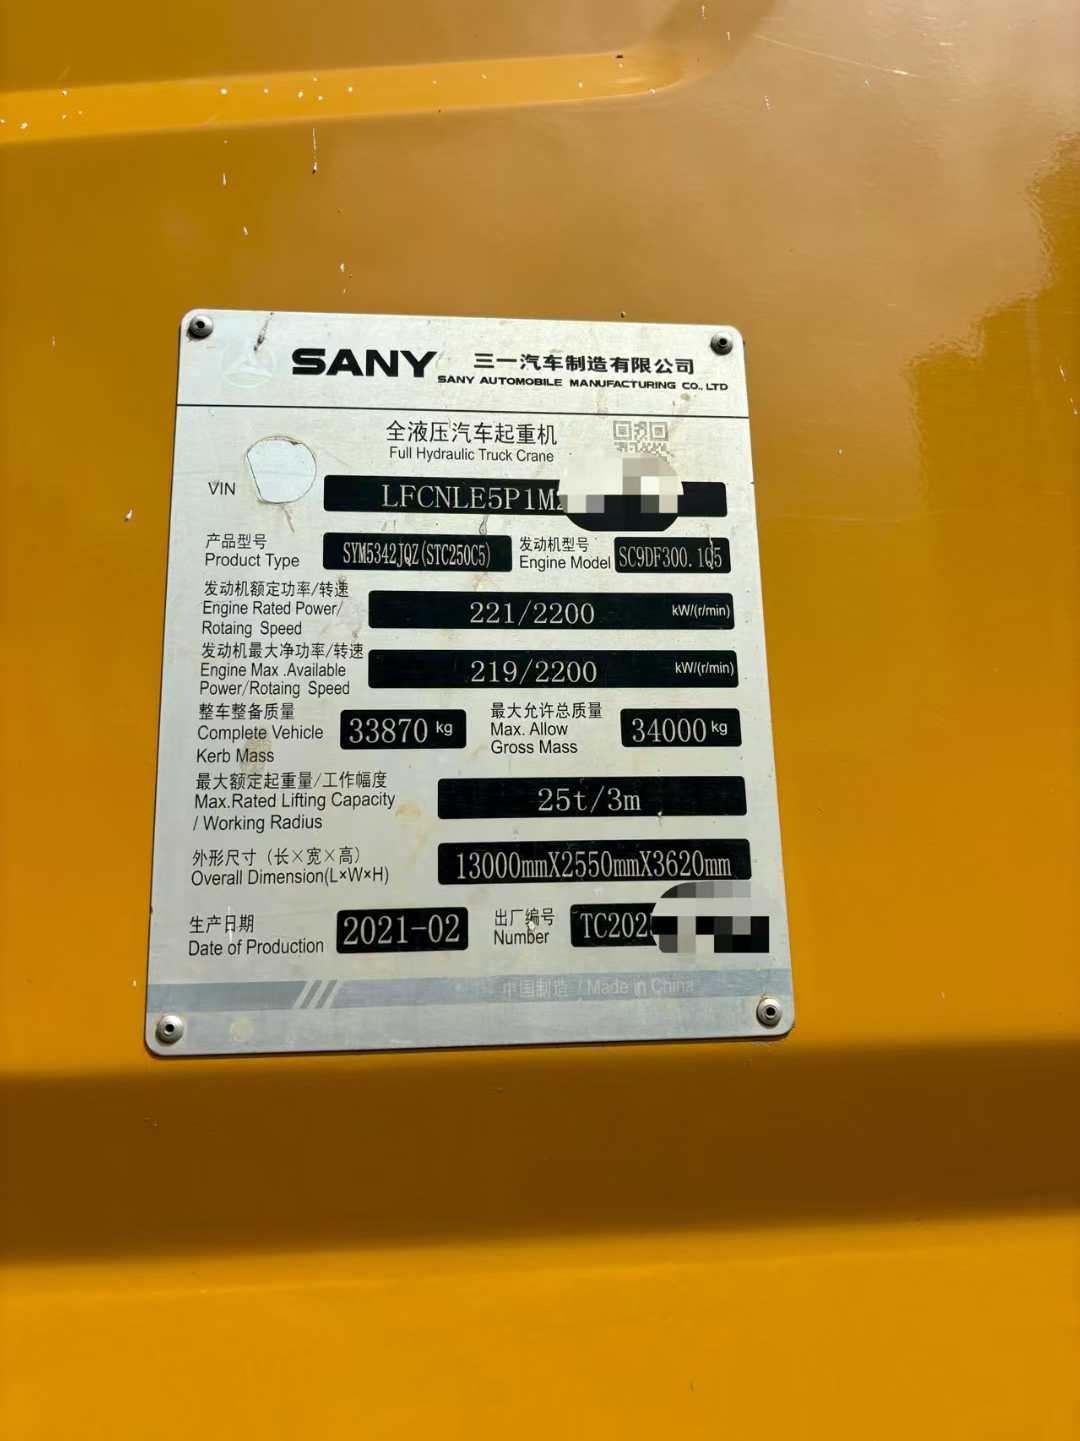 SANY 三一汽车制造有限公司
SANY AUTOMOBILE MANUFACTURING CO., LTD
全液压汽车起重机
Full Hydraulic Truck Crane
VIN LFCNLE5P1M
产品型号 发动机型号
Product Type SYM5342JQZ(STC250C5) Engine Model SC9DF300.1Q5
发动机额定功率/转速
Engine Rated Power/ 221/2200 kW/(r/min)
Rotaing Speed
发动机最大净功率/转速
Engine Max .Available 219/2200 kW/(r/min)
Power/Rotaing Speed
整车整备质量 最大允许总质量
Complete Vehicle 33870 kg Max. Allow 34000 kg
Kerb Mass Gross Mass
最大额定起重量/工作幅度
Max.Rated Lifting Capacity 25t/3m
/ Working Radius
外形尺寸（长×宽×高）
Overall Dimension(L×W×H) 13000mmX2550mmX3620mm
生产日期 出厂编号
Date of Production 2021-02 Number TC202
中国制造 / Made in China